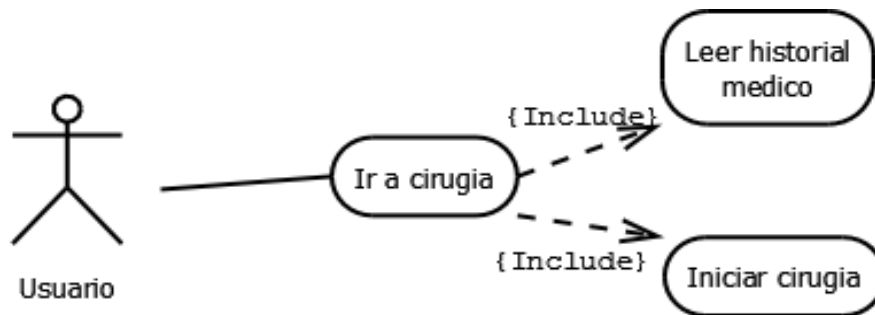 Leer historial
medico
{Include}
Ir a cirugia
{Include}
Iniciar cirugia
Usuario